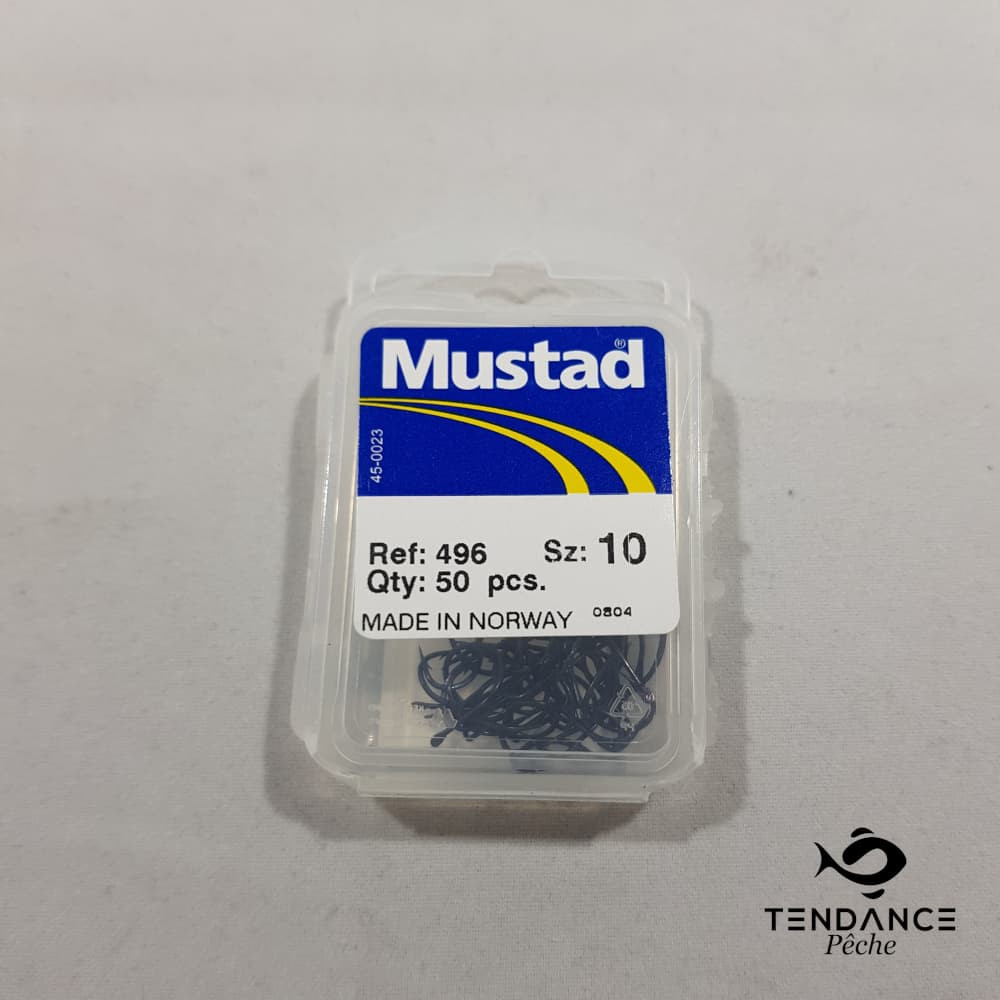 Mustad®
45-0023
Ref: 496 Sz: 10
Qty: 50 pcs.
MADE IN NORWAY 0804
TENDANCE
Pêche